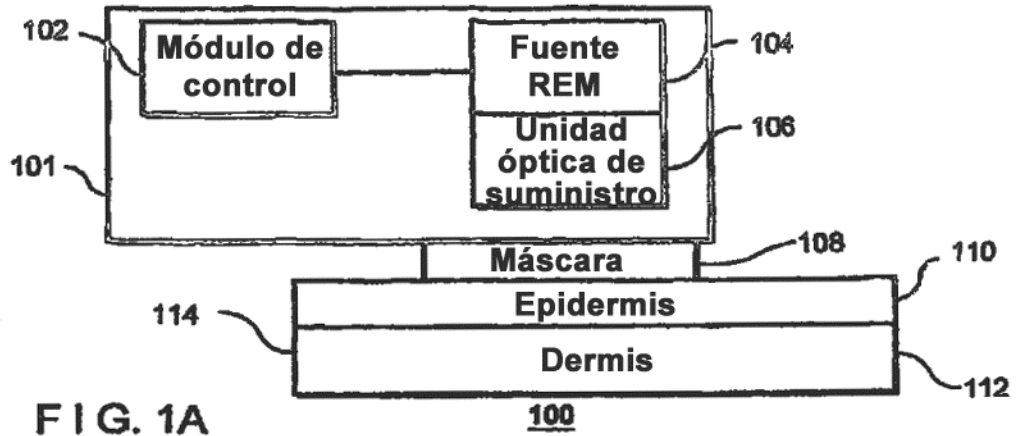 102
Módulo de
control
Fuente
REM
104
Unidad
óptica de
suministro
106
101
Máscara
108
110
Epidermis
114
Dermis
112
FIG. 1A
100